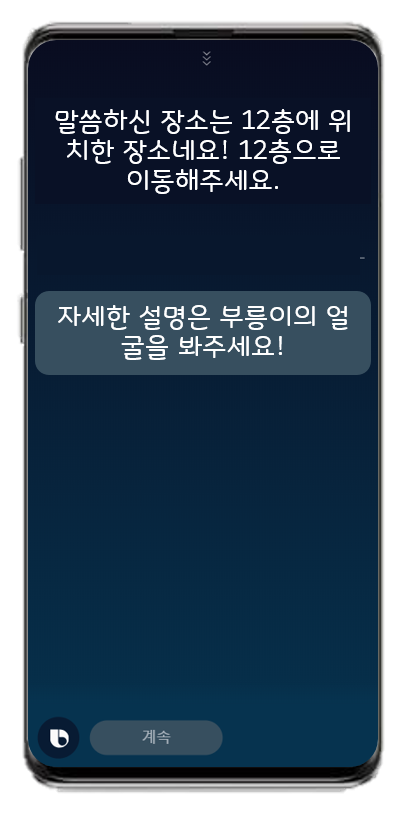 말씀하신 장소는 12층에 위
치한 장소네요! 12층으로
이동해주세요.
자세한 설명은 부릉이의 얼
굴을 봐주세요!
계속